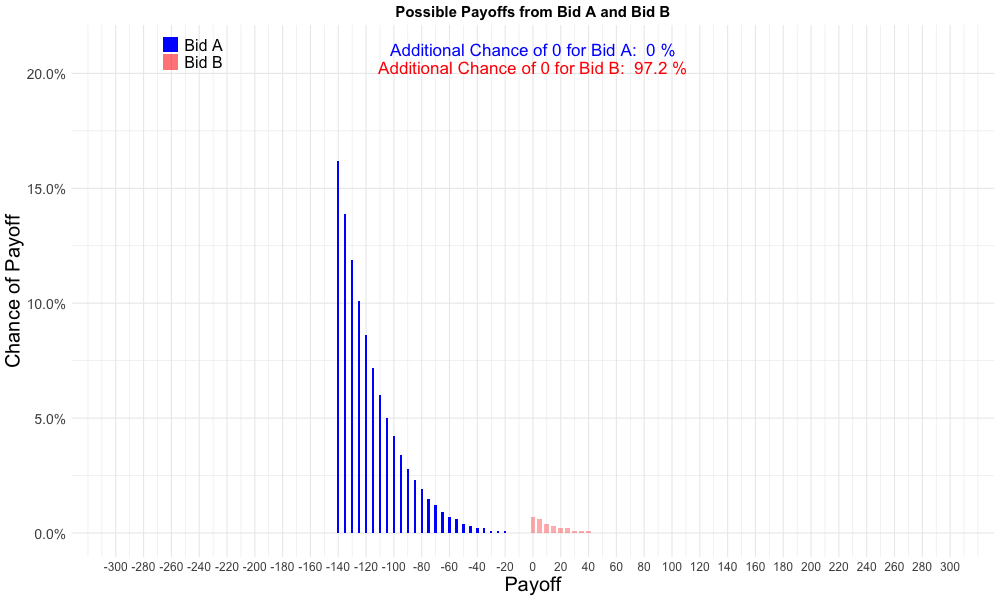 Possible Payoffs from Bid A and Bid B
Bid A
Bid B
Additional Chance of 0 for Bid A:  0 %
Additional Chance of 0 for Bid B:  97.2 %
Chance of Payoff
20.0%
15.0%
10.0%
5.0%
0.0%
-300 -280 -260 -240 -220 -200 -180 -160 -140 -120 -100 -80 -60 -40 -20 0 20 40 60 80 100 120 140 160 180 200 220 240 260 280 300
Payoff